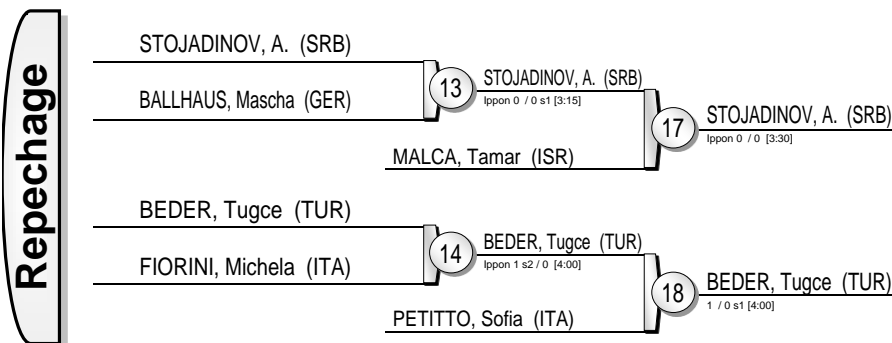 Repechage
STOJADINOV, A. (SRB)
BALLHAUS, Mascha (GER)
13
STOJADINOV, A. (SRB)
Ippon 0 / 0 s1 [3:15]
MALCA, Tamar (ISR)
17
STOJADINOV, A. (SRB)
Ippon 0 / 0 [3:30]
BEDER, Tugce (TUR)
FIORINI, Michela (ITA)
14
BEDER, Tugce (TUR)
Ippon 1 s2 / 0 [4:00]
PETITTO, Sofia (ITA)
18
BEDER, Tugce (TUR)
1 / 0 s1 [4:00]